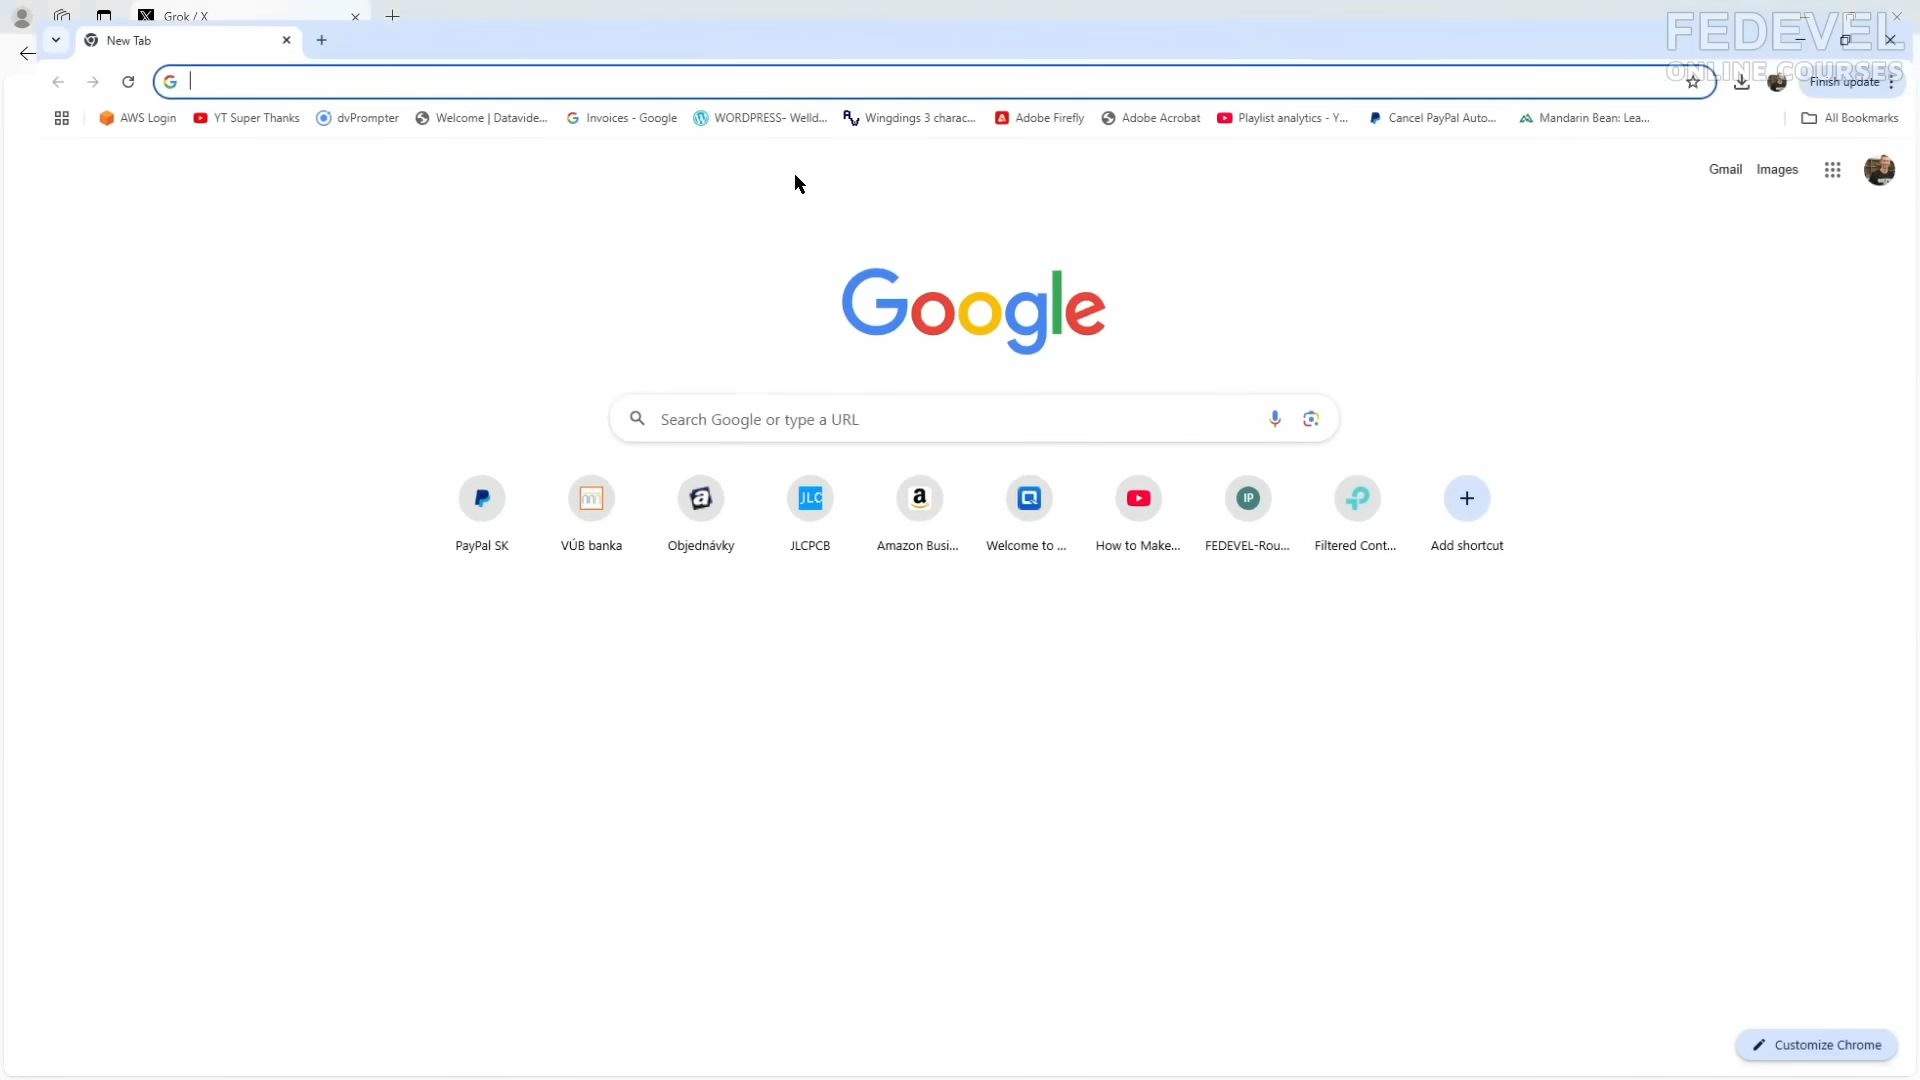 Grok / X
FEDEVEL
ONLINE COURSES
New Tab
Finish update
AWS Login
YT Super Thanks
dvPrompter
Welcome | Datavide...
Invoices - Google
WORDPRESS- Welld...
Wingdings 3 charac...
Adobe Firefly
Adobe Acrobat
Playlist analytics - Y...
Cancel PayPal Auto...
Mandarin Bean: Lea...
All Bookmarks
Gmail
Images
Google
Search Google or type a URL
JLC
IP
PayPal SK
VÚB banka
Objednávky
JLCPCB
Amazon Busi...
Welcome to ...
How to Make...
FEDEVEL-Rou...
Filtered Cont...
Add shortcut
Customize Chrome